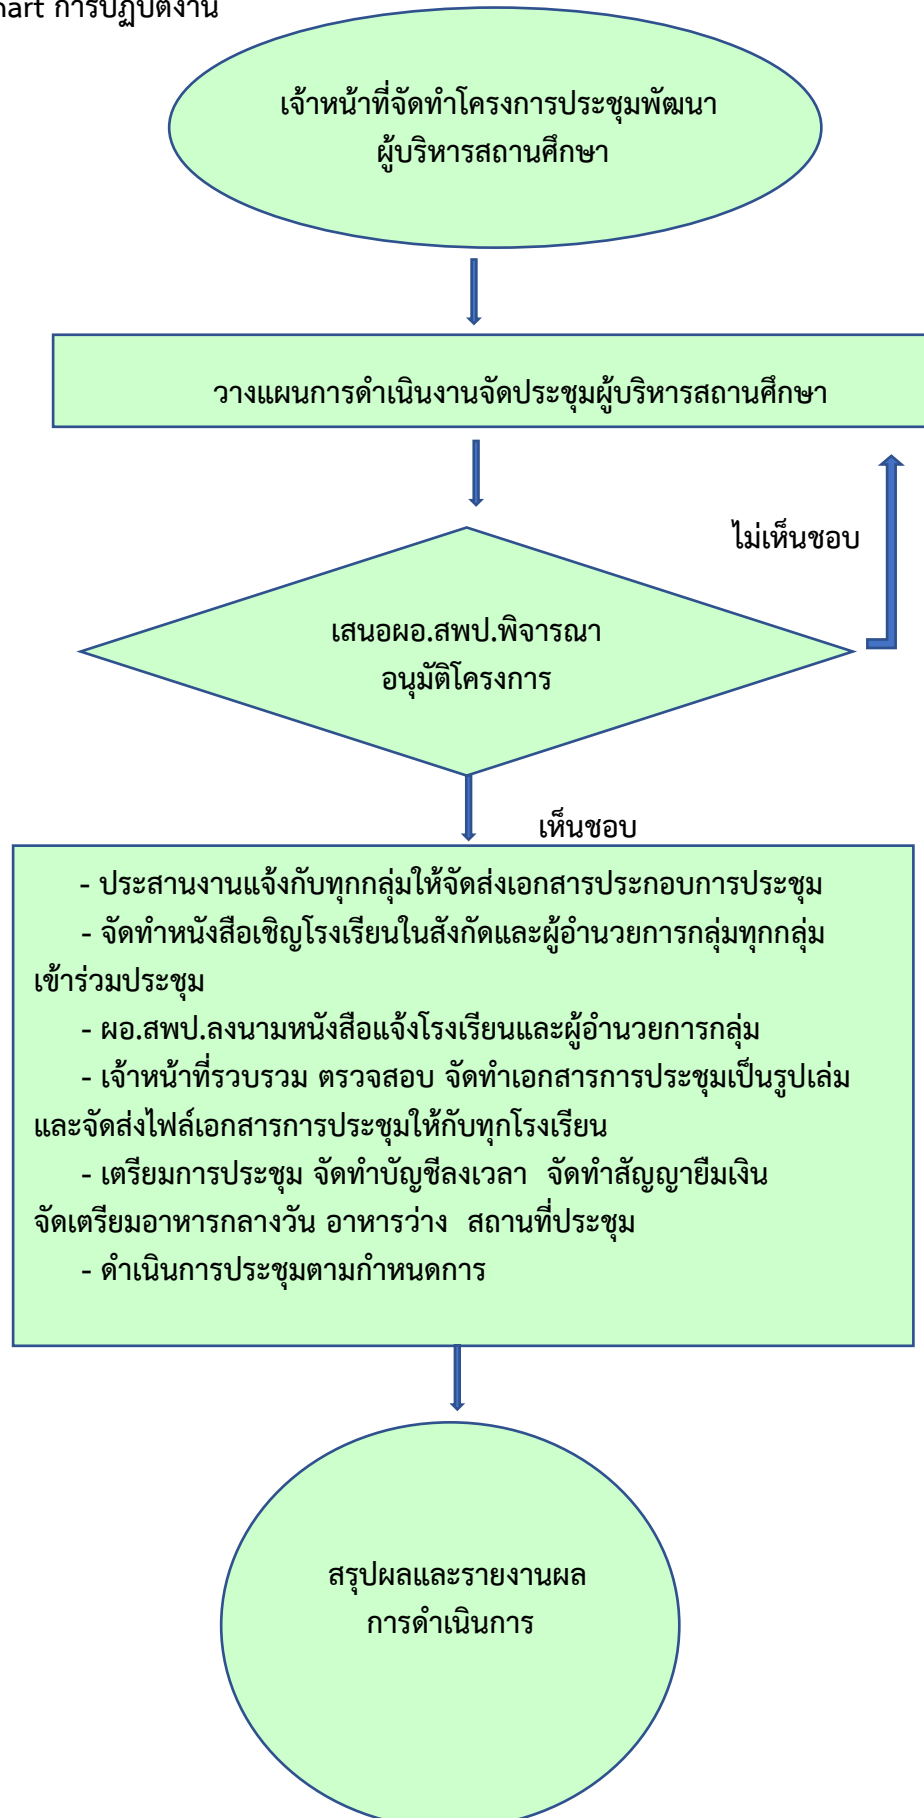 hart การปฏิบัติงาน
เจ้าหน้าที่จัดทำโครงการประชุมพัฒนา
ผู้บริหารสถานศึกษา
วางแผนการดำเนินงานจัดประชุมผู้บริหารสถานศึกษา
ไม่เห็นชอบ
เสนอผอ.สพป.พิจารณา
อนุมัติโครงการ
เห็นชอบ
- ประสานงานแจ้งกับทุกกลุ่มให้จัดส่งเอกสารประกอบการประชุม
- จัดทำหนังสือเชิญโรงเรียนในสังกัดและผู้อำนวยการกลุ่มทุกกลุ่ม
เข้าร่วมประชุม
- ผอ.สพป.ลงนามหนังสือแจ้งโรงเรียนและผู้อำนวยการกลุ่ม
- เจ้าหน้าที่รวบรวม ตรวจสอบ จัดทำเอกสารการประชุมเป็นรูปเล่ม
และจัดส่งไฟล์เอกสารการประชุมให้กับทุกโรงเรียน
- เตรียมการประชุม จัดทำบัญชีลงเวลา จัดทำสัญญายืมเงิน
จัดเตรียมอาหารกลางวัน อาหารว่าง สถานที่ประชุม
- ดำเนินการประชุมตามกำหนดการ
สรุปผลและรายงานผล
การดำเนินการ